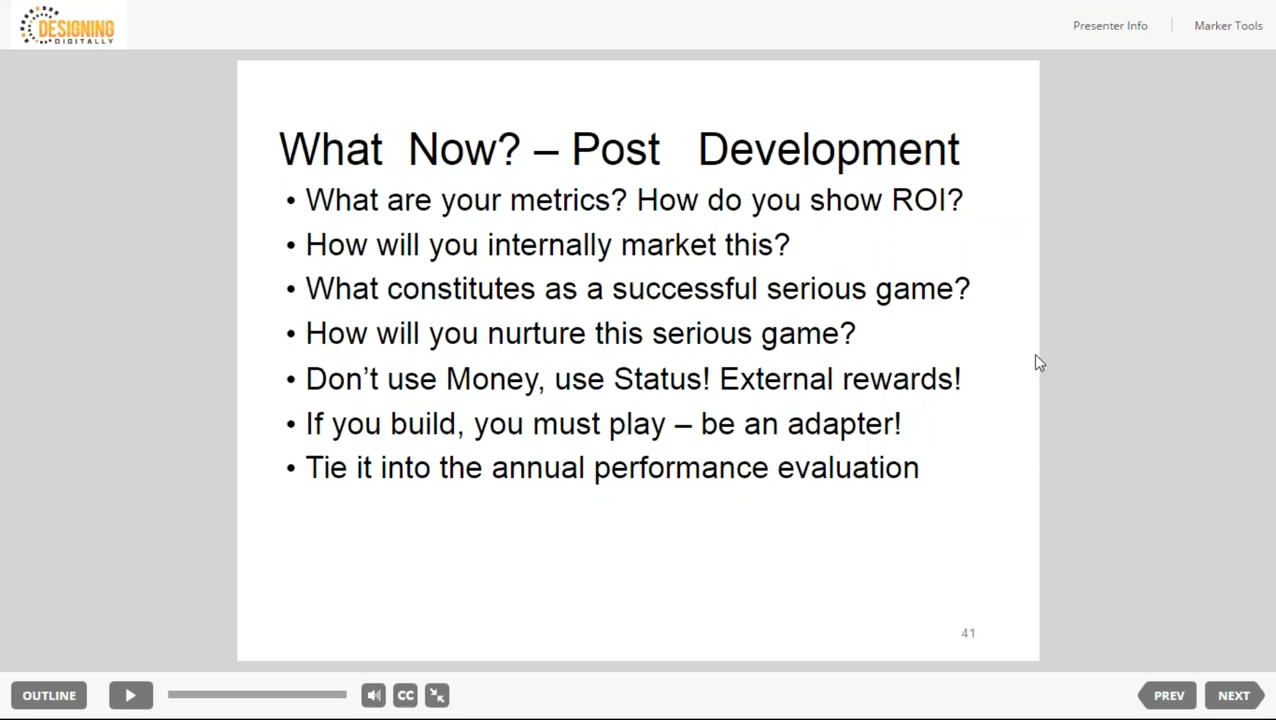 DESIGNING
DIGITALLY
Presenter Info
Marker Tools
What Now? – Post Development
• What are your metrics? How do you show ROI?
• How will you internally market this?
• What constitutes as a successful serious game?
• How will you nurture this serious game?
• Don’t use Money, use Status! External rewards!
• If you build, you must play – be an adapter!
• Tie it into the annual performance evaluation
41
OUTLINE
CC
PREV
NEXT